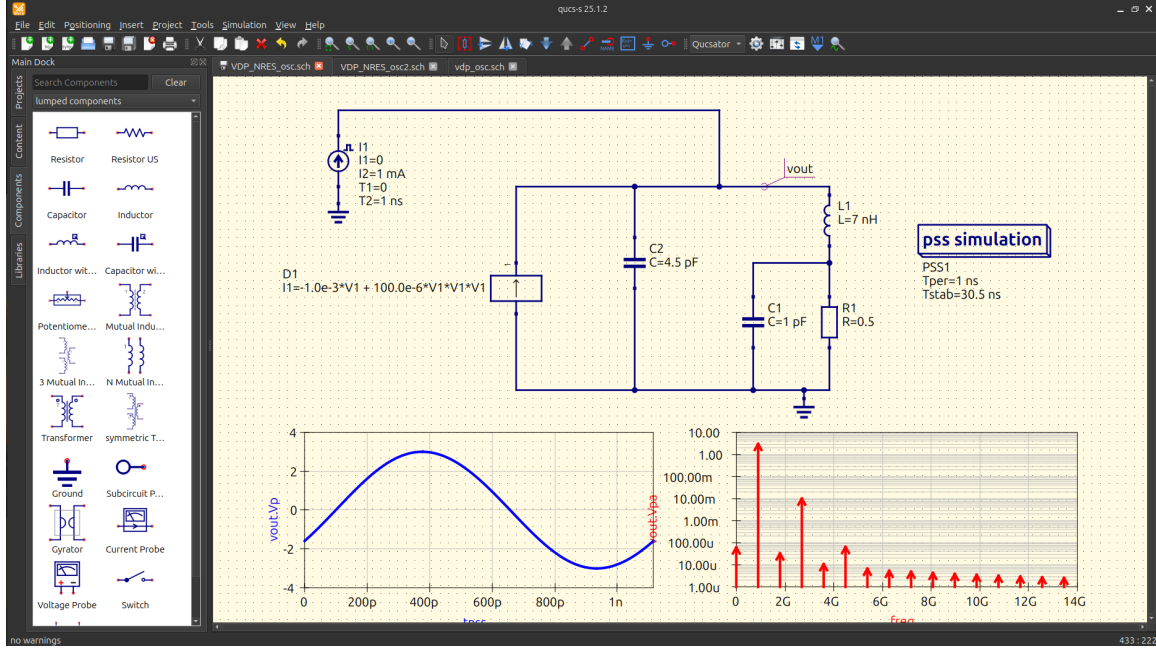 qucs-s 25.1.2
File Edit Positioning Insert Project Tools Simulation View Help
Qucsator
Main Dock
VDP_NRES_osc.sch VDP_NRES_osc2.sch vdp_osc.sch
Projects
Content
Components
Libraries
Search Components Clear
lumped components
Resistor Resistor US
Capacitor Inductor
Inductor wit... Capacitor wi...
Potentiome... Mutual Indu...
3 Mutual In... N Mutual In...
Transformer symmetric T...
Ground Subcircuit P...
Gyrator Current Probe
Voltage Probe Switch
I1
I1=0
I2=1 mA
T1=0
T2=1 ns
vout
L1
L=7 nH
C2
C=4.5 pF
D1
I1=-1.0e-3*V1 + 100.0e-6*V1*V1*V1
1
C1
C=1 pF
R1
R=0.5
pss simulation
PSS1
Tper=1 ns
Tstab=30.5 ns
4
2
0
-2
-4
vout.Vp
0 200p 400p 600p 800p 1n
tpss
10.00
1.00
100.00m
10.00m
1.00m
100.00u
10.00u
1.00u
vout.Vpa
0 2G 4G 6G 8G 10G 12G 14G
freq
no warnings
433 : 222